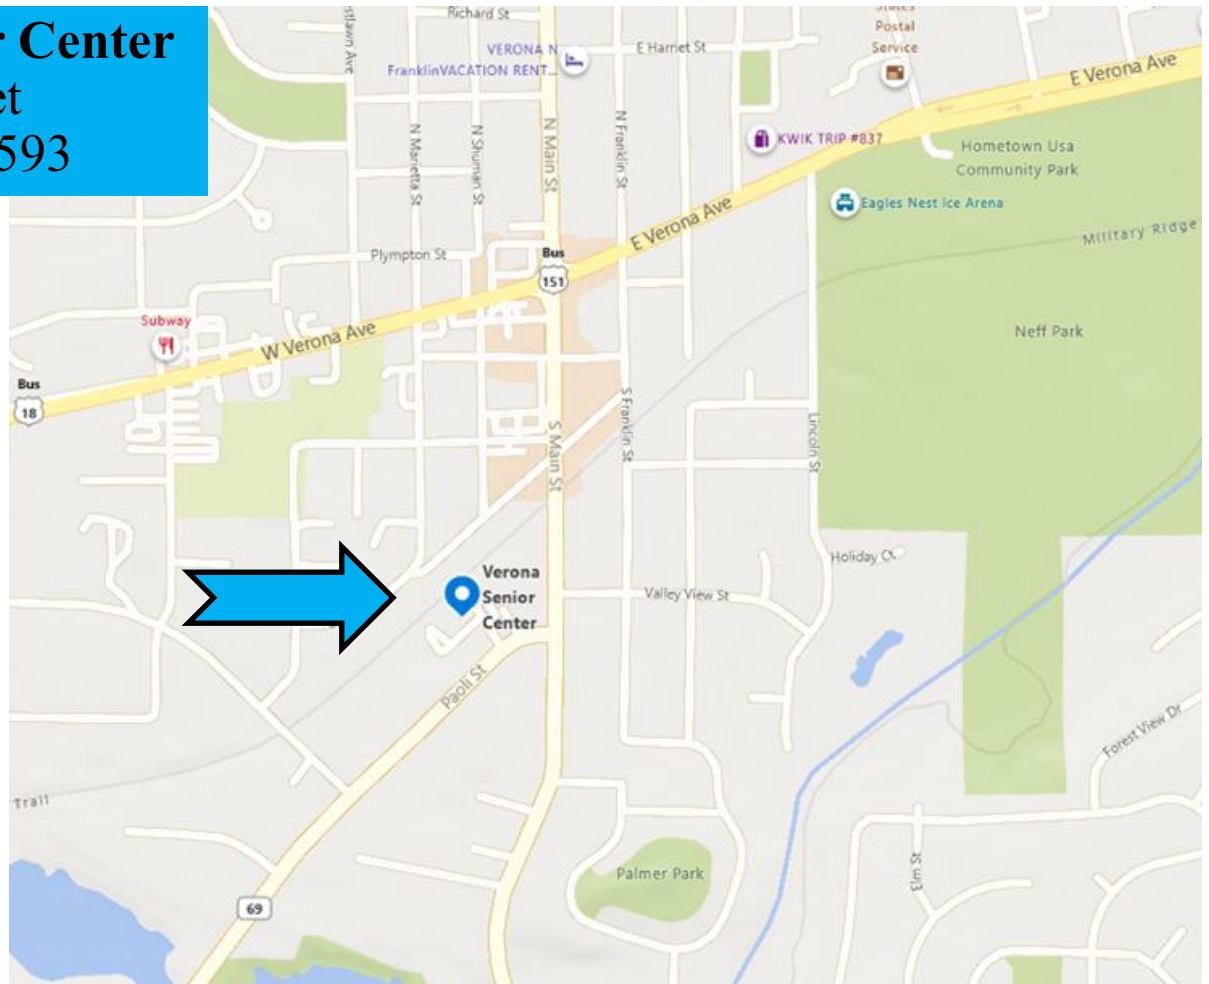 Center
593
Richard St
Postal
Service
VERONA N
FranklinVACATION RENT...
E Harriet St
E Verona Ave
N Marietta St
N Shuman St
N Main St
N Franklin St
KWIK TRIP #837
Hometown Usa
Community Park
Eagles Nest Ice Arena
E Verona Ave
Military Ridge
Plympton St
Bus
151
Subway
W Verona Ave
Neff Park
Bus
18
S Franklin St
S Main St
Lincoln St
Holiday Ct
Verona
Senior
Center
Valley View St
Paoli St
Forest View Dr
Trail
Elm St
Palmer Park
69